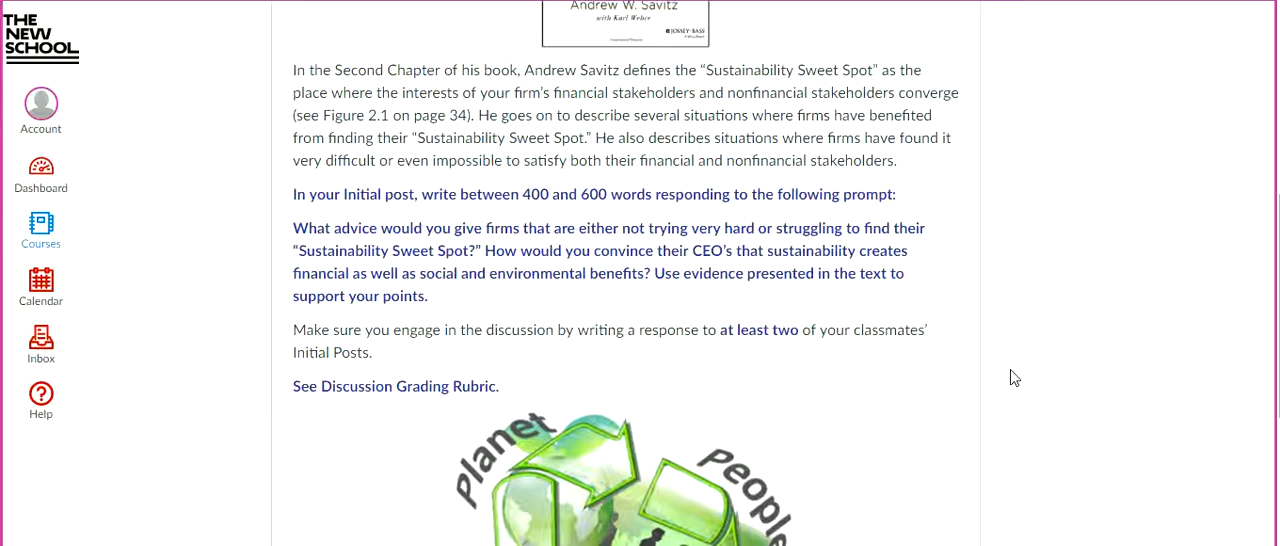 THE
NEW
SCHOOL
Account
Dashboard
Courses
Calendar
Inbox
Help
Andrew W. Savitz
with Karl Weber
JOSSEY-BASS
In the Second Chapter of his book, Andrew Savitz defines the “Sustainability Sweet Spot” as the
place where the interests of your firm’s financial stakeholders and nonfinancial stakeholders converge
(see Figure 2.1 on page 34). He goes on to describe several situations where firms have benefited
from finding their “Sustainability Sweet Spot.” He also describes situations where firms have found it
very difficult or even impossible to satisfy both their financial and nonfinancial stakeholders.
In your Initial post, write between 400 and 600 words responding to the following prompt:
What advice would you give firms that are either not trying very hard or struggling to find their
“Sustainability Sweet Spot?” How would you convince their CEO’s that sustainability creates
financial as well as social and environmental benefits? Use evidence presented in the text to
support your points.
Make sure you engage in the discussion by writing a response to at least two of your classmates’
Initial Posts.
See Discussion Grading Rubric.
Planet
People